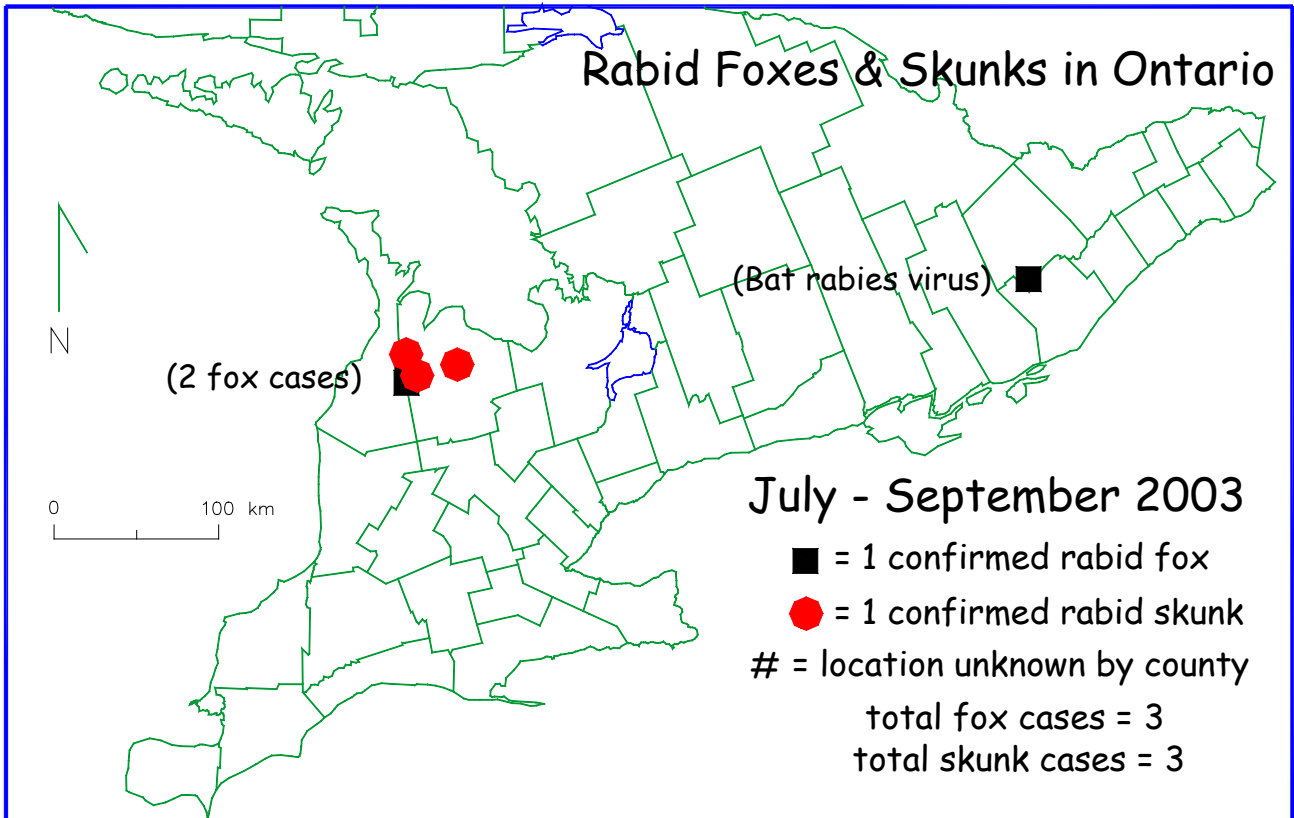 Rabid Foxes & Skunks in Ontario
(Bat rabies virus)
N
(2 fox cases)
0 100 km
July - September 2003
= 1 confirmed rabid fox
= 1 confirmed rabid skunk
# = location unknown by county
total fox cases = 3
total skunk cases = 3